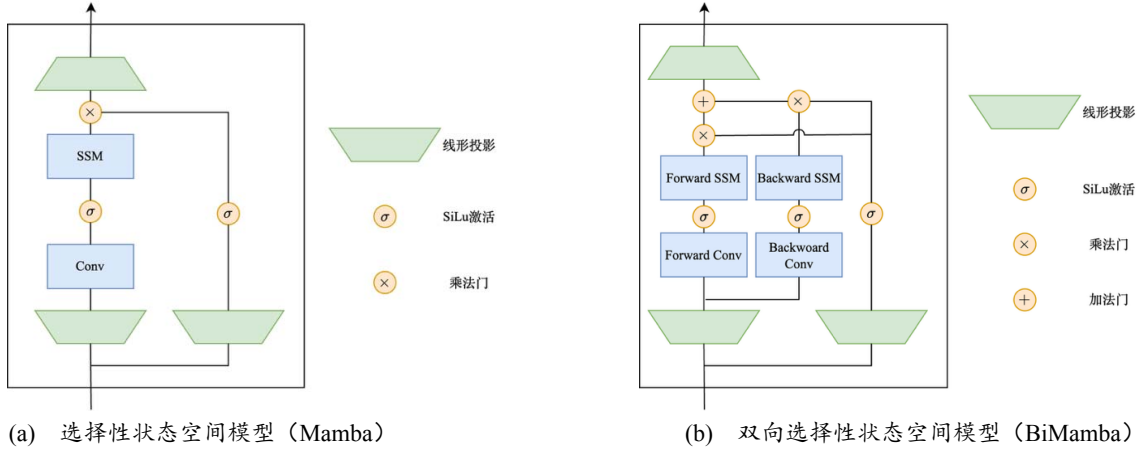 ×
SSM
σ
σ
Conv
线形投影
σ
SiLu激活
×
乘法门
+
×
×
Forward SSM
Backward SSM
σ
σ
σ
Forward Conv
Backwoard
Conv
线形投影
σ
SiLu激活
×
乘法门
+
加法门
(a) 选择性状态空间模型（Mamba）
(b) 双向选择性状态空间模型（BiMamba）